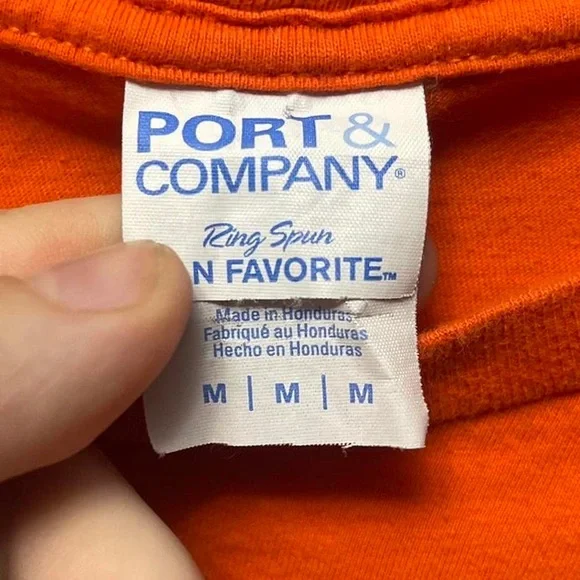 PORT &
COMPANY®
Ring Spun
N FAVORITE™
Made in Honduras
Fabriqué au Honduras
Hecho en Honduras
M | M | M